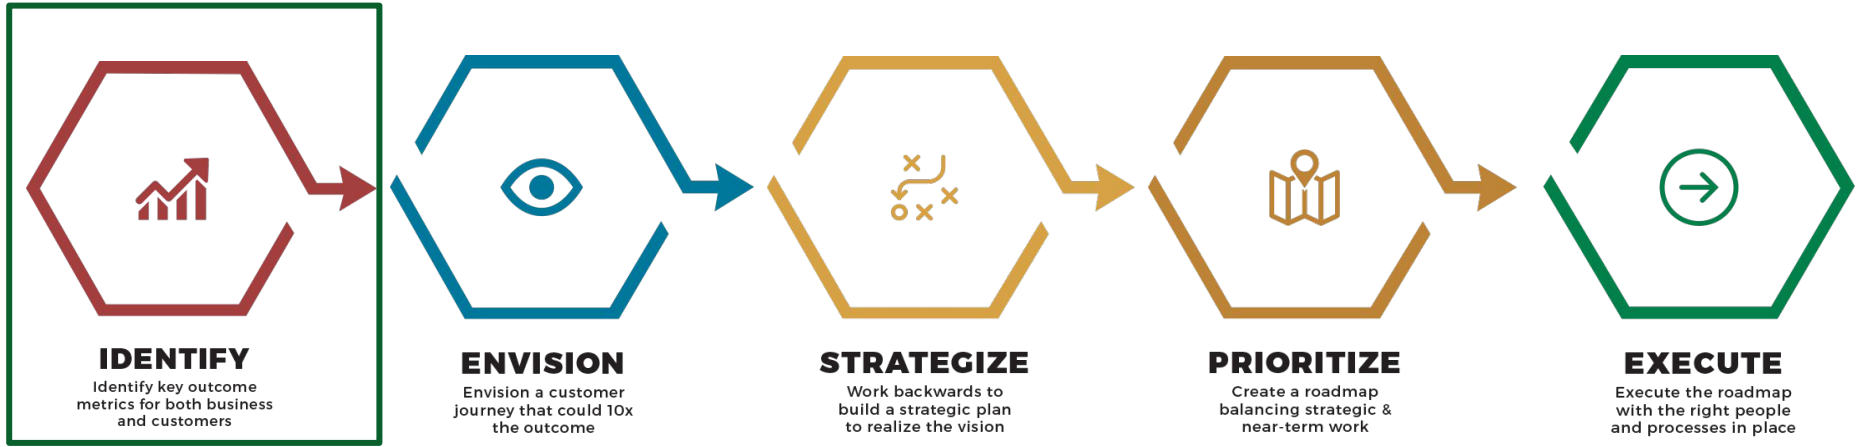 IDENTIFY
Identify key outcome
metrics for both business
and customers
ENVISION
Envision a customer
journey that could 10x
the outcome
STRATEGIZE
Work backwards to
build a strategic plan
to realize the vision
PRIORITIZE
Create a roadmap
balancing strategic &
near-term work
EXECUTE
Execute the roadmap
with the right people
and processes in place